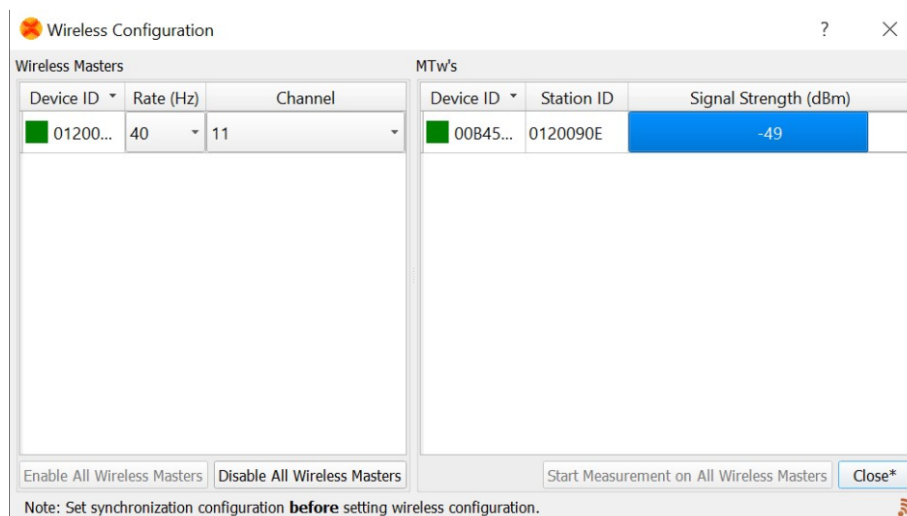 Wireless Configuration
?
Wireless Masters
MTw's
Device ID Rate (Hz) Channel
Device ID Station ID Signal Strength (dBm)
01200... 40 11
00B45... 0120090E -49
Enable All Wireless Masters Disable All Wireless Masters
Start Measurement on All Wireless Masters Close*
Note: Set synchronization configuration before setting wireless configuration.